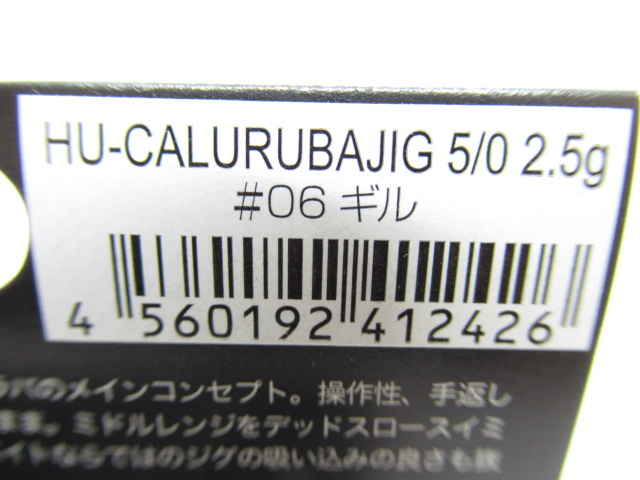 HU-CALURUBAJIG 5/0 2.5g
#06 ギル
4 560192 412426
バのメインコンセプト。操作性、手返し
ます。ミドルレンジをデッドスロースイミ
イトならではのジグの吸い込みの良さも抜